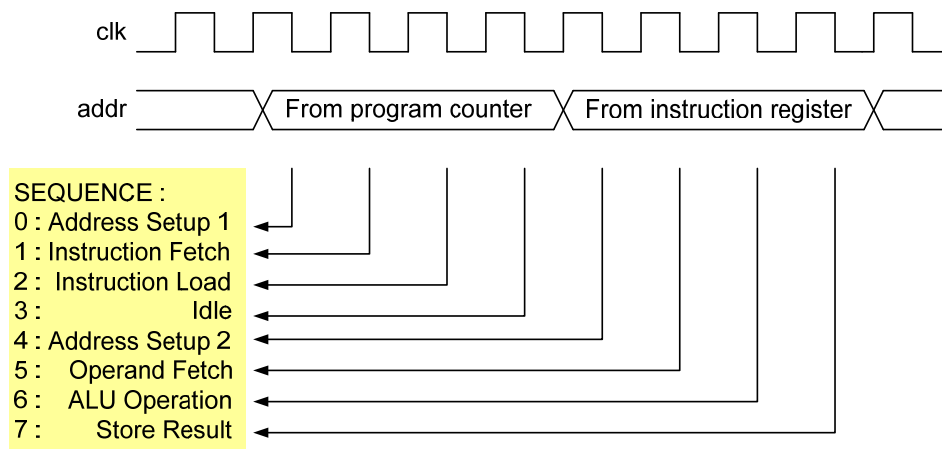 clk
addr
From program counter
From instruction register
SEQUENCE :
0 : Address Setup 1
1 : Instruction Fetch
2 : Instruction Load
3 : Idle
4 : Address Setup 2
5 : Operand Fetch
6 : ALU Operation
7 : Store Result